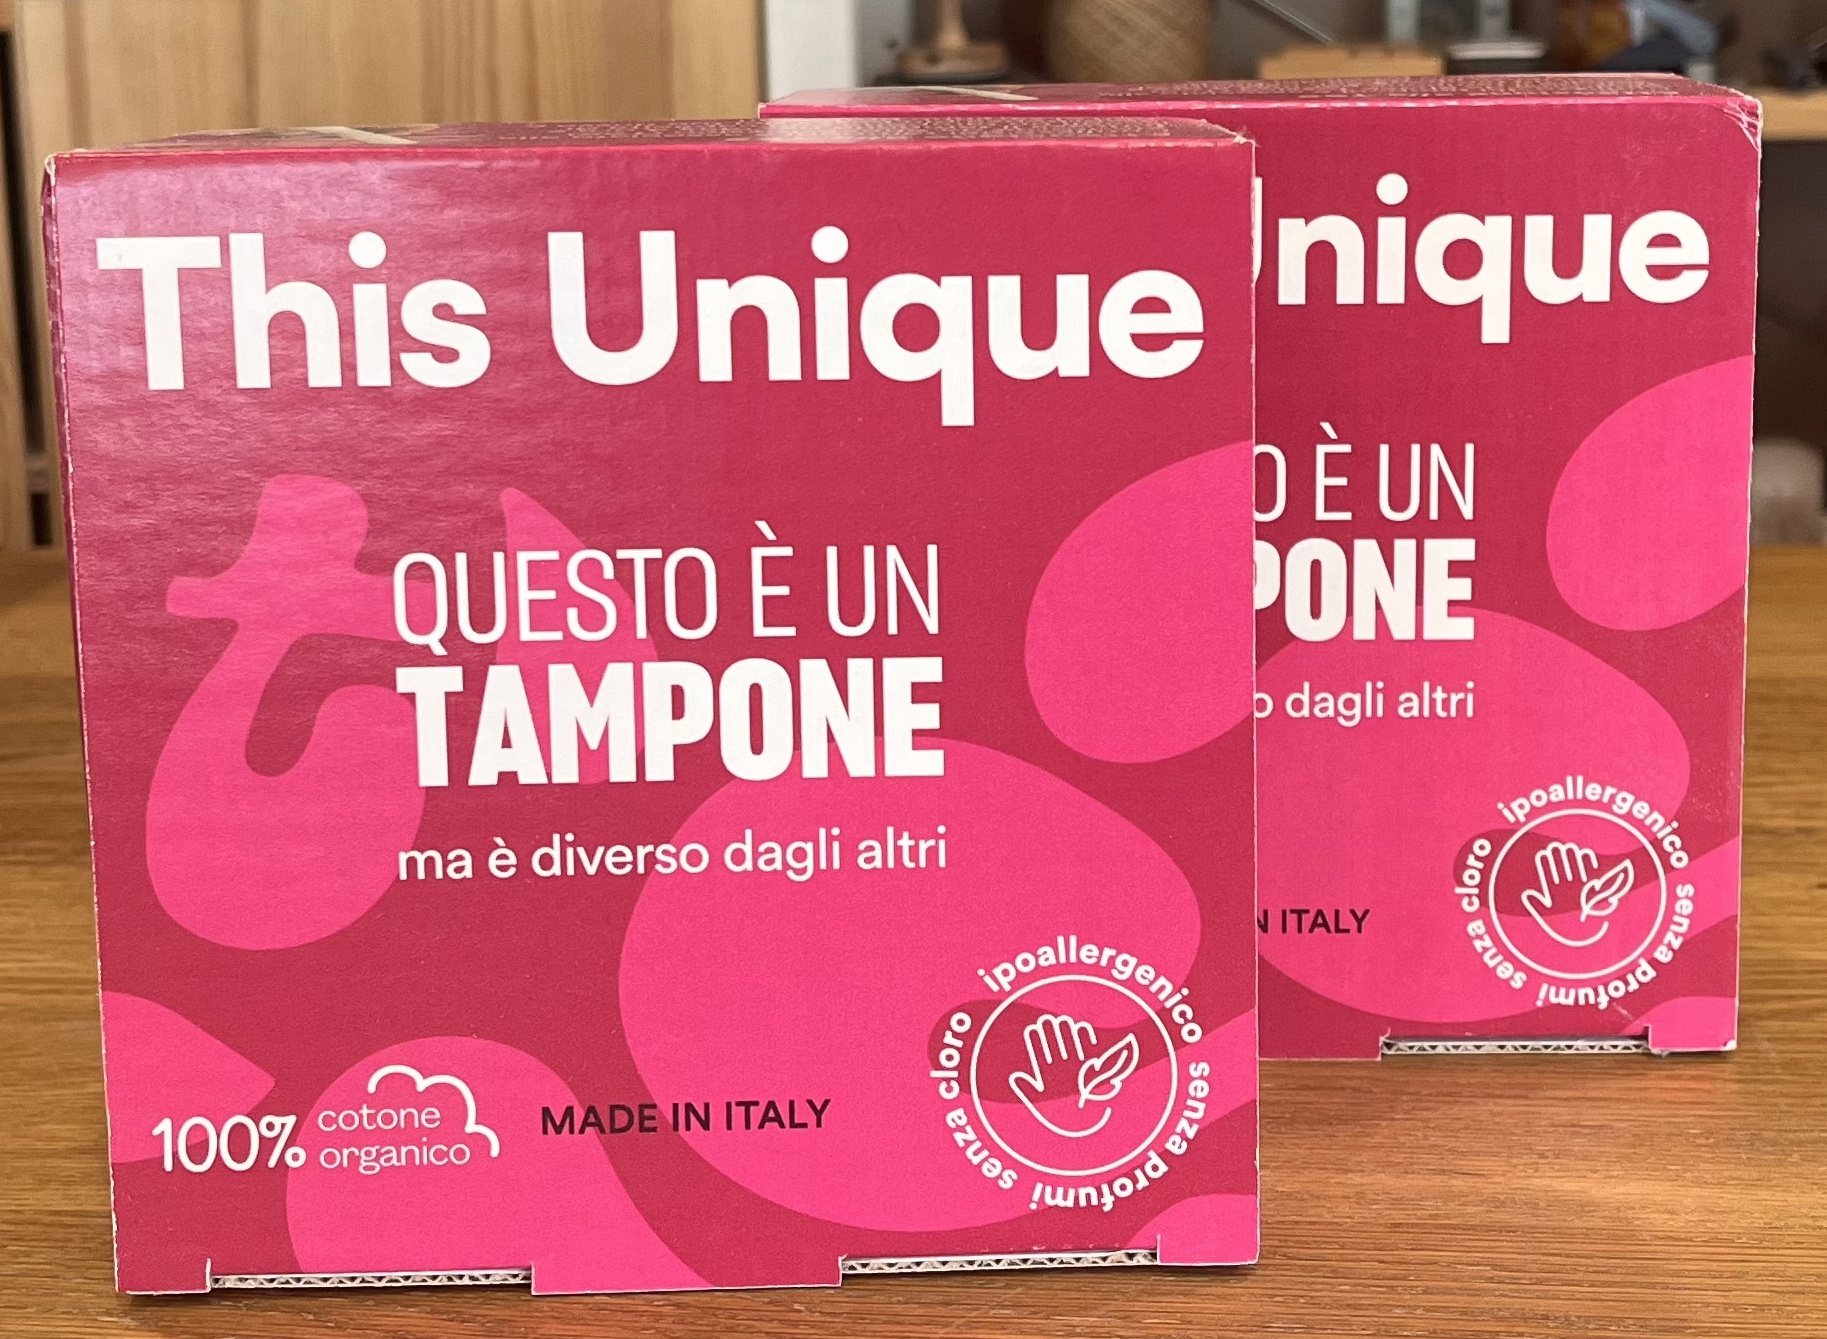 This Unique
QUESTO È UN
TAMPONE
ma è diverso dagli altri
100% cotone
organico
MADE IN ITALY
ipoallergenico senza profumi senza cloro
Unique
O È UN
PONE
o dagli altri
N ITALY
ipoallergenico senza profumi senza cloro